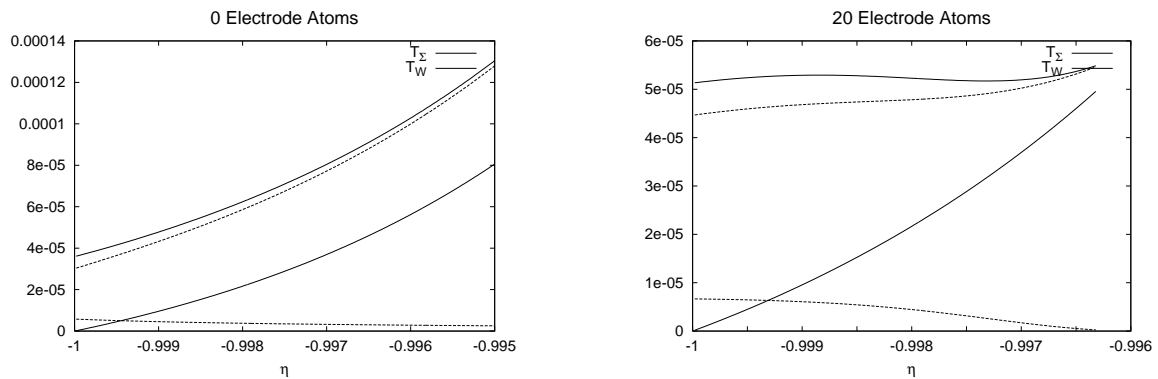 0 Electrode Atoms
0.00014
0.00012
0.0001
8e-05
6e-05
4e-05
2e-05
0
T_Σ
T_W
-1
-0.999
-0.998
-0.997
-0.996
-0.995
η
20 Electrode Atoms
6e-05
5e-05
4e-05
3e-05
2e-05
1e-05
0
T_Σ
T_W
-1
-0.999
-0.998
-0.997
-0.996
η